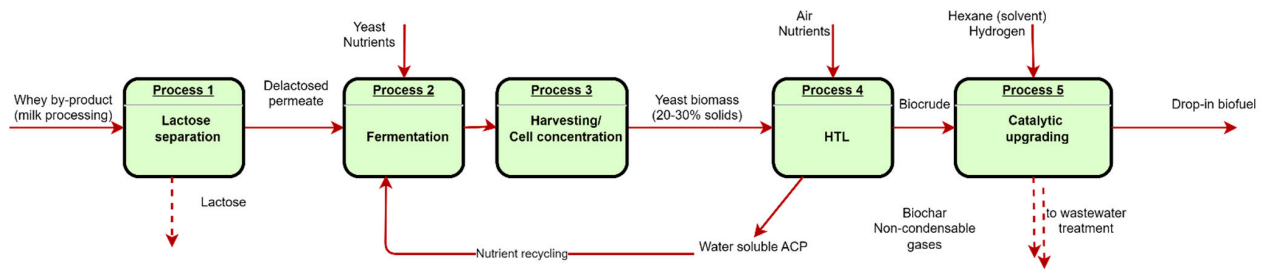 Whey by-product
(milk processing)
Process 1
Lactose
separation
Lactose
Delactosed
permeate
Yeast
Nutrients
Process 2
Fermentation
Process 3
Harvesting/
Cell concentration
Yeast biomass
(20-30% solids)
Air
Nutrients
Process 4
HTL
Water soluble ACP
Nutrient recycling
Biocrude
Hexane (solvent)
Hydrogen
Process 5
Catalytic
upgrading
Biochar
Non-condensable
gases
to wastewater
treatment
Drop-in biofuel